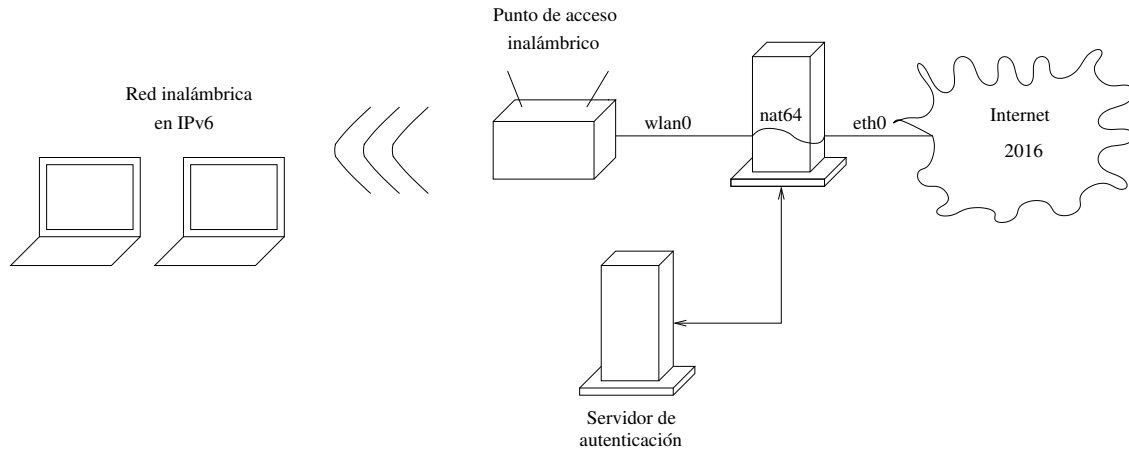 Punto de acceso
inalámbrico
Red inalámbrica
en IPv6
wlan0
nat64
eth0
Internet
2016
Servidor de
autenticación